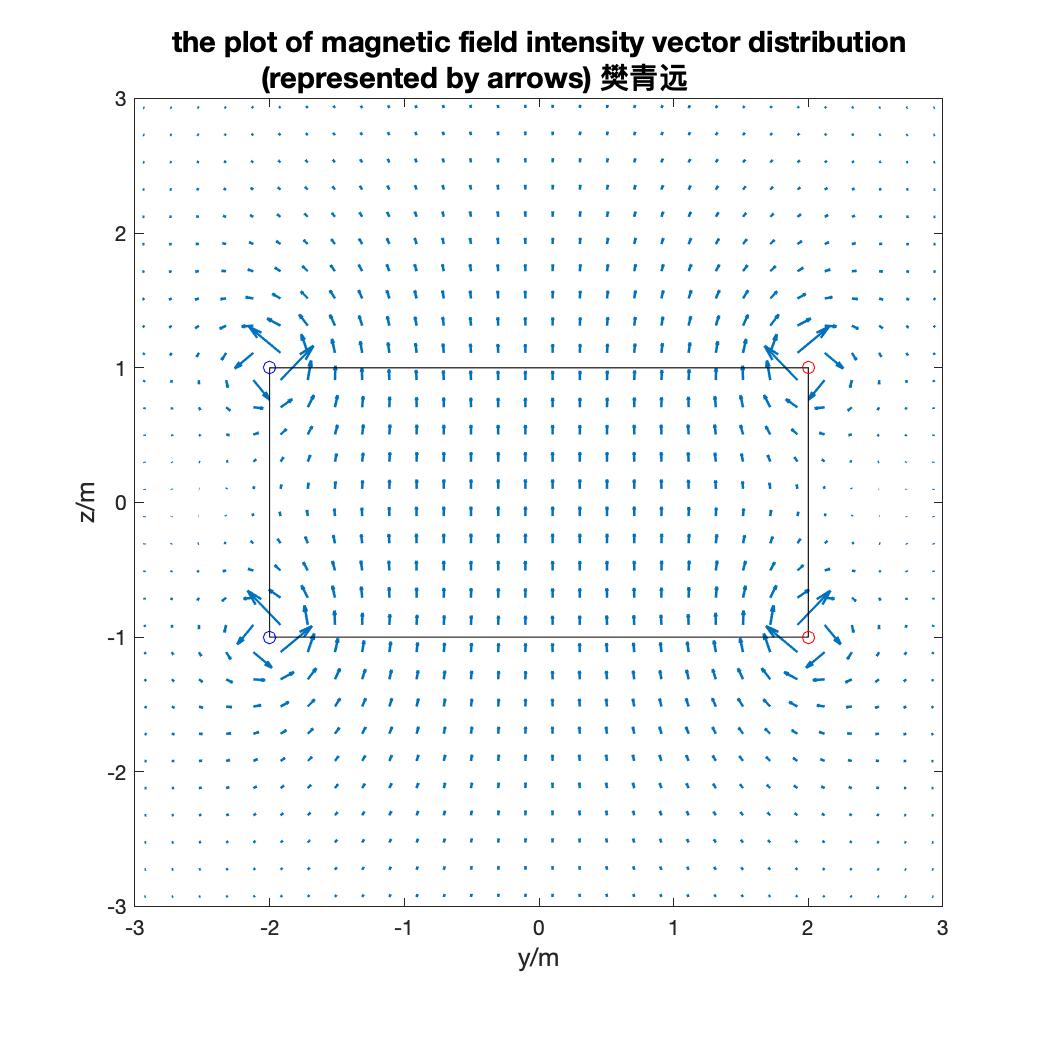 the plot of magnetic field intensity vector distribution
(represented by arrows) 樊青远
3
2
1
0
-1
-2
-3
z/m
-3 -2 -1 0 1 2 3
y/m